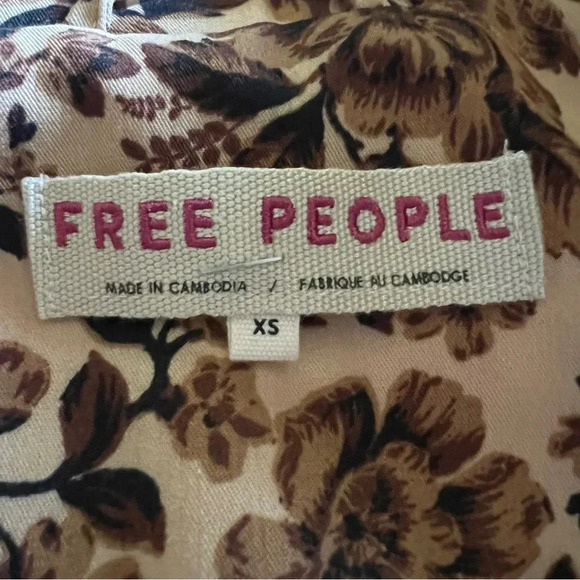 FREE PEOPLE
MADE IN CAMBODIA / FABRIQUE AU CAMBODGE
XS